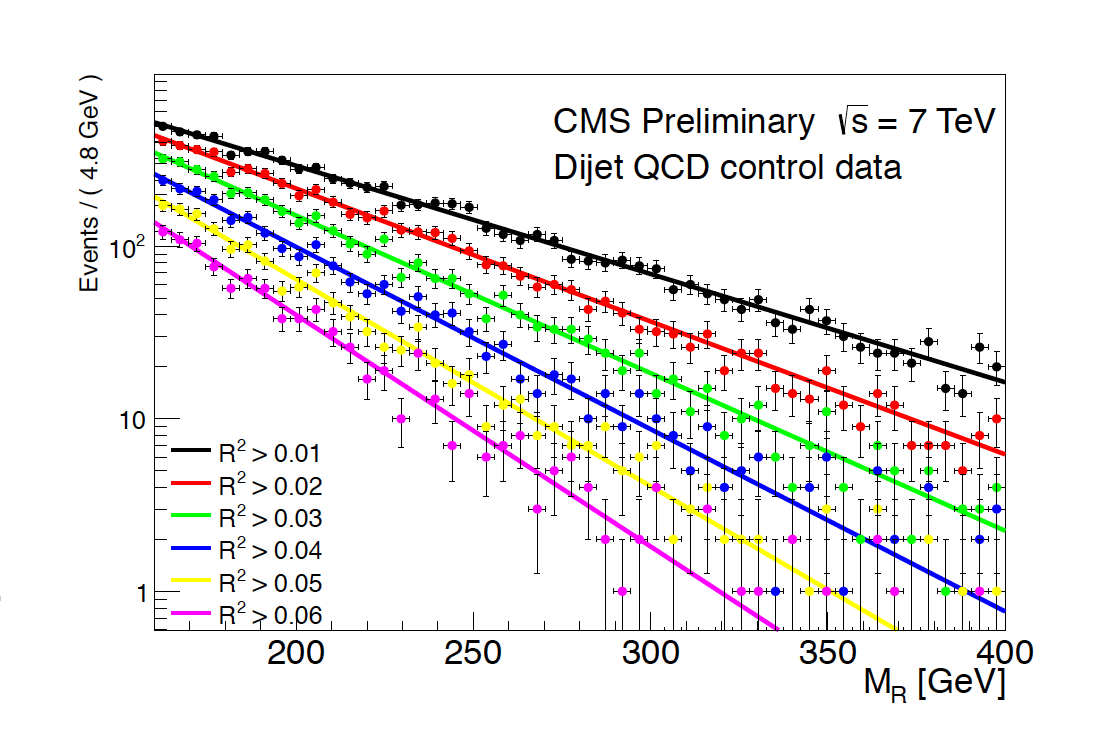 Events / ( 4.8 GeV )
CMS Preliminary √s = 7 TeV
Dijet QCD control data
10²
10
1
R² > 0.01
R² > 0.02
R² > 0.03
R² > 0.04
R² > 0.05
R² > 0.06
200 250 300 350 400
M_R [GeV]